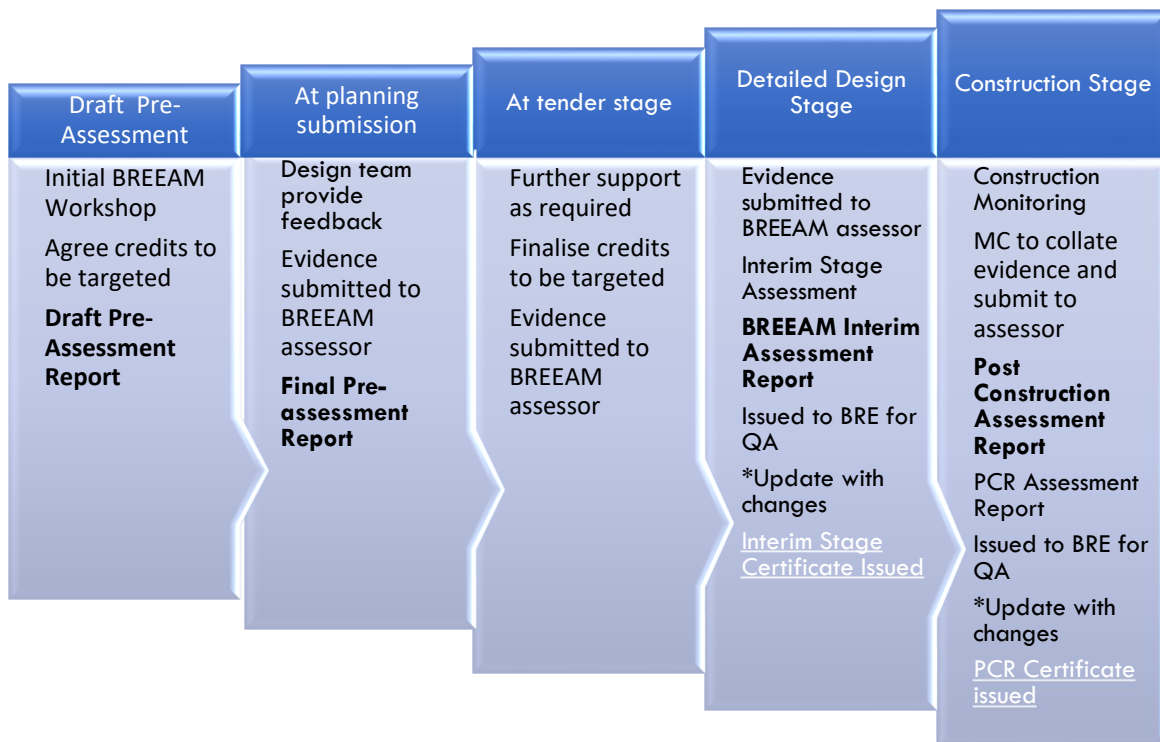 Draft Pre-
Assessment
Initial BREEAM
Workshop
Agree credits to
be targeted
Draft Pre-
Assessment
Report
At planning
submission
Design team
provide
feedback
Evidence
submitted to
BREEAM
assessor
Final Pre-
assessment
Report
At tender stage
Further support
as required
Finalise credits
to be targeted
Evidence
submitted to
BREEAM
assessor
Detailed Design
Stage
Evidence
submitted to
BREEAM assessor
Interim Stage
Assessment
BREEAM Interim
Assessment
Report
Issued to BRE for
QA
*Update with
changes
Interim Stage
Certificate Issued
Construction Stage
Construction
Monitoring
MC to collate
evidence and
submit to
assessor
Post
Construction
Assessment
Report
PCR Assessment
Report
Issued to BRE for
QA
*Update with
changes
PCR Certificate
issued